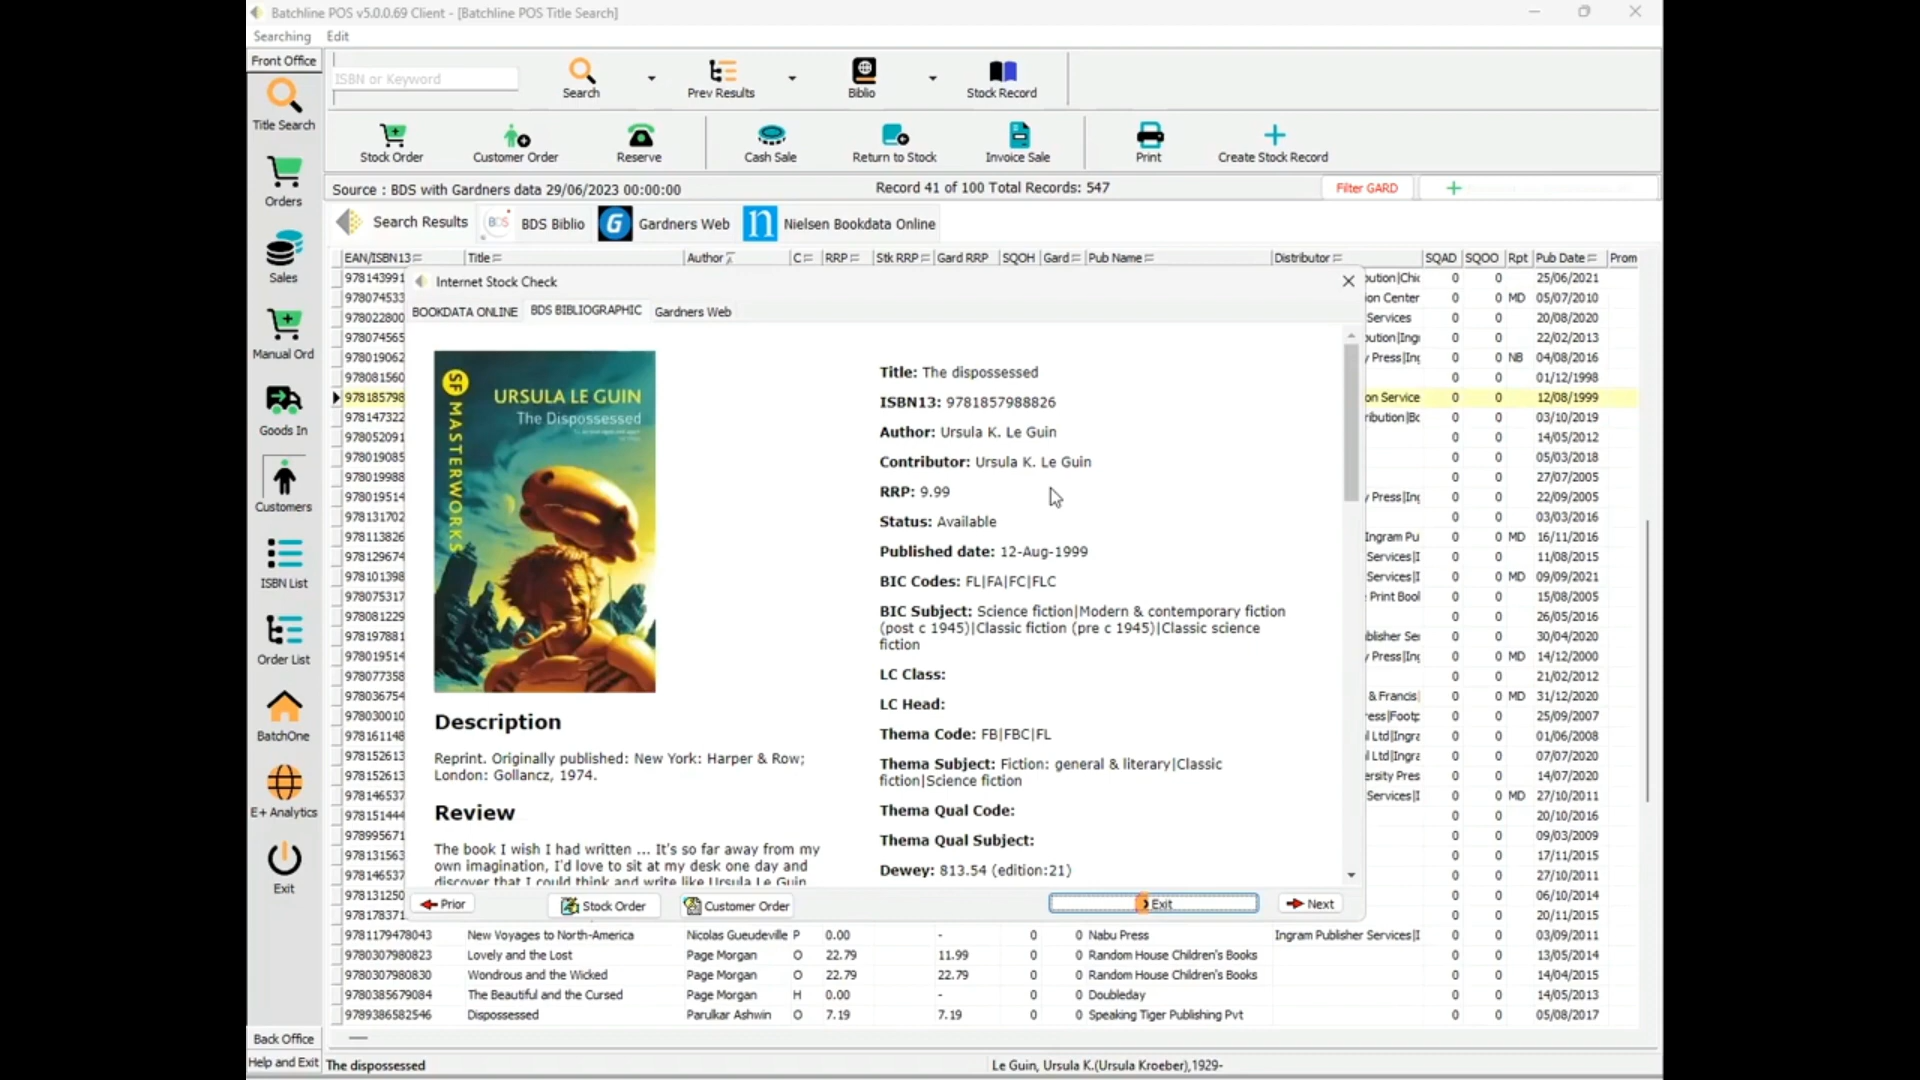 Batchline POS v5.0.0.69 Client - [Batchline POS Title Search]
Searching Edit
Front Office
ISBN or Keyword
Search
Prev Results
Biblio
Stock Record
Title Search
Stock Order
Customer Order
Reserve
Cash Sale
Return to Stock
Invoice Sale
Print
Create Stock Record
Orders
Sales
Manual Ord
Goods In
Customers
ISBN List
Order List
BatchOne
E+ Analytics
Exit
Back Office
Help and Exit
Source : BDS with Gardners data 29/06/2023 00:00:00
Record 41 of 100 Total Records: 547
Filter GARD
Search Results
BDS
BDS Biblio
G
Gardners Web
n
Nielsen Bookdata Online
EAN/ISBN13 Title Author C RRP Stk RRP Gard RRP SQOH Gard Pub Name Distributor SQAD SQOO Rpt Pub Date Prom
978143991 bution|Chic 0 0 25/06/2021
978074533 on Center 0 0 MD 05/07/2010
978022800 Services 0 0 20/08/2020
978074565 bution|Ingr 0 0 22/02/2013
978019062 y Press|Ing 0 0 NB 04/08/2016
978081560 0 0 01/12/1998
978185798 on Service 0 0 12/08/1999
978147322 ribution|Bc 0 0 03/10/2019
978052091 0 0 14/05/2012
978019085 0 0 05/03/2018
978019988 0 0 27/07/2005
978019514 y Press|Ing 0 0 22/09/2005
978131702 0 0 03/03/2016
978113826 Ingram Pu 0 0 MD 16/11/2016
978129674 Services|I 0 0 11/08/2015
978101398 Services|I 0 0 MD 09/09/2021
978075317 Print Bool 0 0 15/08/2005
978081229 0 0 26/05/2016
978197881 blisher Ser 0 0 30/04/2020
978019514 y Press|Ing 0 0 MD 14/12/2000
978077358 0 0 21/02/2012
978036754 & Francis| 0 0 MD 31/12/2020
978030010 ress|Footp 0 0 25/09/2007
978161148 l Ltd|Ingra 0 0 01/06/2008
978152613 l Ltd|Ingra 0 0 07/07/2020
978152613 ersity Pres 0 0 14/07/2020
978146537 Services|I 0 0 MD 27/10/2011
978151444 0 0 20/10/2016
978995671 0 0 09/03/2009
978131563 0 0 17/11/2015
978146537 0 0 27/10/2011
978131250 0 0 06/10/2014
978178371 0 0 20/11/2015
9781179478043 New Voyages to North-America Nicolas Gueudeville P 0.00 - 0 0 Nabu Press Ingram Publisher Services|I 0 0 03/09/2011
9780307980823 Lovely and the Lost Page Morgan O 22.79 11.99 0 0 Random House Children's Books 0 0 13/05/2014
9780307980830 Wondrous and the Wicked Page Morgan O 22.79 22.79 0 0 Random House Children's Books 0 0 14/04/2015
9780385679084 The Beautiful and the Cursed Page Morgan H 0.00 - 0 0 Doubleday 0 0 14/05/2013
9789386582546 Dispossessed Parulkar Ashwin O 7.19 7.19 0 0 Speaking Tiger Publishing Pvt 0 0 05/08/2017
Internet Stock Check
BOOKDATA ONLINE BDS BIBLIOGRAPHIC Gardners Web
SF MASTERWORKS
URSULA LE GUIN
The Dispossessed
Description
Reprint. Originally published: New York: Harper & Row;
London: Gollancz, 1974.
Review
The book I wish I had written ... It's so far away from my
own imagination, I'd love to sit at my desk one day and
discover that I could think and write like Ursula Le Guin
Title: The dispossessed
ISBN13: 9781857988826
Author: Ursula K. Le Guin
Contributor: Ursula K. Le Guin
RRP: 9.99
Status: Available
Published date: 12-Aug-1999
BIC Codes: FL|FA|FC|FLC
BIC Subject: Science fiction|Modern & contemporary fiction
(post c 1945)|Classic fiction (pre c 1945)|Classic science
fiction
LC Class:
LC Head:
Thema Code: FB|FBC|FL
Thema Subject: Fiction: general & literary|Classic
fiction|Science fiction
Thema Qual Code:
Thema Qual Subject:
Dewey: 813.54 (edition:21)
Prior
Stock Order
Customer Order
Exit
Next
The dispossessed
Le Guin, Ursula K.(Ursula Kroeber),1929-